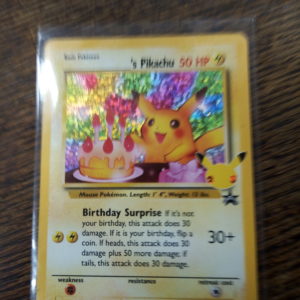 Basic Pokémon
's Pikachu 50 HP
Mouse Pokémon. Length: 1' 4", Weight: 13 lbs.
Birthday Surprise If it's not
your birthday, this attack does 30
damage. If it is your birthday, flip a
coin. If heads, this attack does 30
damage plus 50 more damage; if
tails, this attack does 30 damage.
30+
weakness
resistance
retreat cost